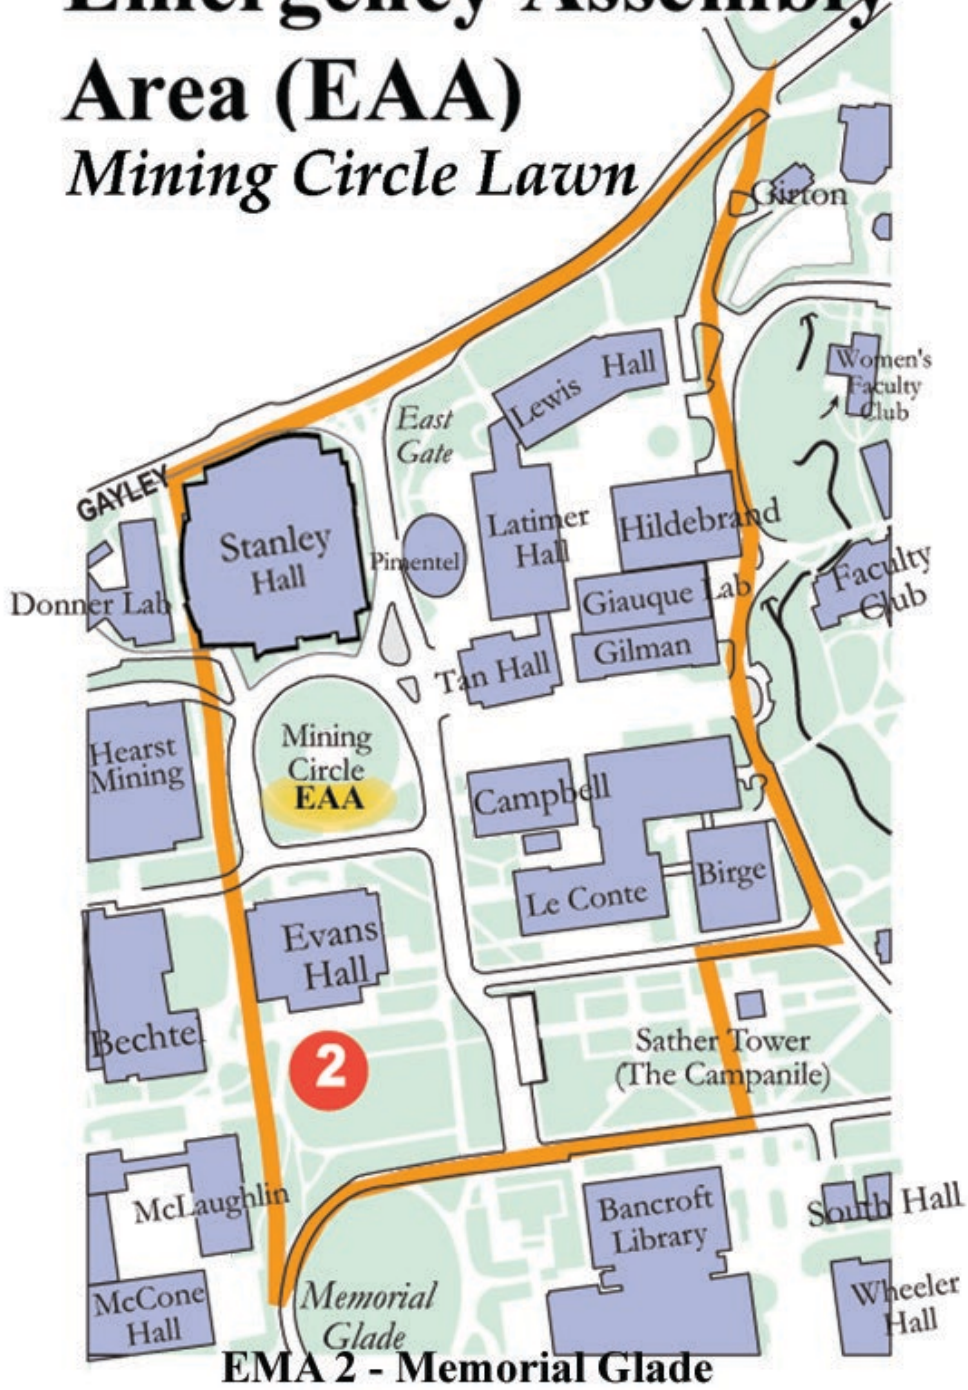 Emergency Assembly
Area (EAA)
Mining Circle Lawn
Girton
Women's
Faculty
Club
Lewis Hall
East
Gate
GAYLEY
Stanley
Hall
Pimentel
Latimer
Hall
Hildebrand
Donner Lab
Giauque Lab
Faculty
Club
Gilman
Tan Hall
Hearst
Mining
Mining
Circle
EAA
Campbell
Birge
Le Conte
Evans
Hall
Bechtel
2
Sather Tower
(The Campanile)
McLaughlin
Bancroft
Library
South Hall
McCone
Hall
Memorial
Glade
Wheeler
Hall
EMA 2 - Memorial Glade